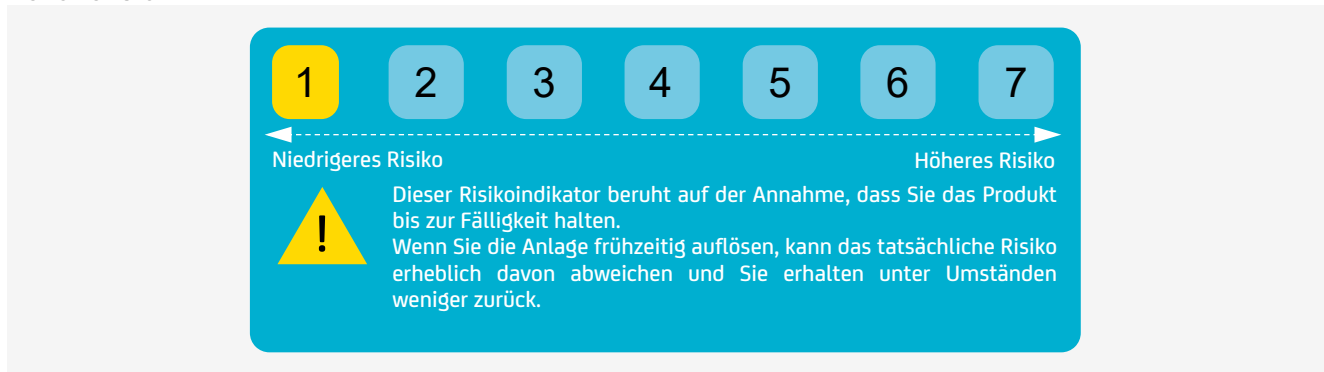 1 2 3 4 5 6 7
Niedrigeres Risiko Höheres Risiko
Dieser Risikoindikator beruht auf der Annahme, dass Sie das Produkt
bis zur Fälligkeit halten.
!
Wenn Sie die Anlage frühzeitig auflösen, kann das tatsächliche Risiko
erheblich davon abweichen und Sie erhalten unter Umständen
weniger zurück.